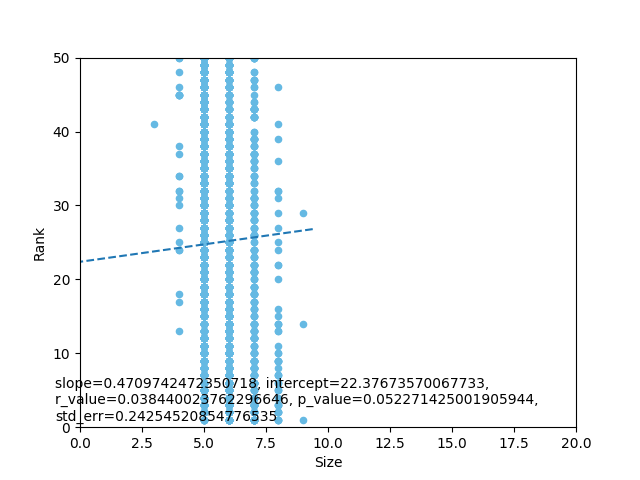 50
40
30
20
10
0
Rank
slope=0.4709742472350718, intercept=22.37673570067733,
r_value=0.038440023762296646, p_value=0.052271425001905944,
std_err=0.24254520854776535
0.0 2.5 5.0 7.5 10.0 12.5 15.0 17.5 20.0
Size